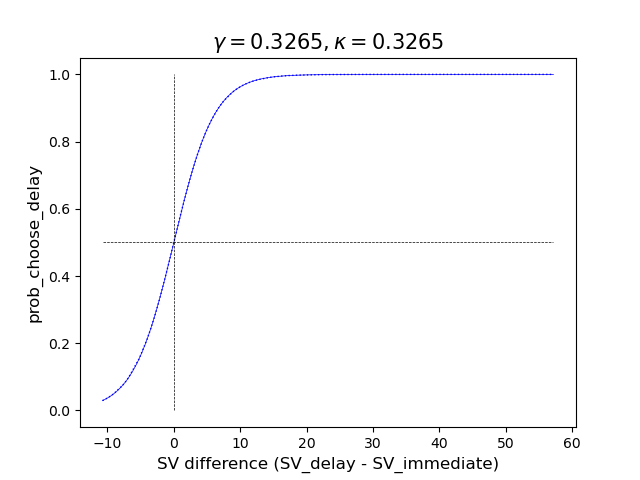 γ = 0.3265, κ = 0.3265
prob_choose_delay
1.0
0.8
0.6
0.4
0.2
0.0
−10 0 10 20 30 40 50 60
SV difference (SV_delay - SV_immediate)